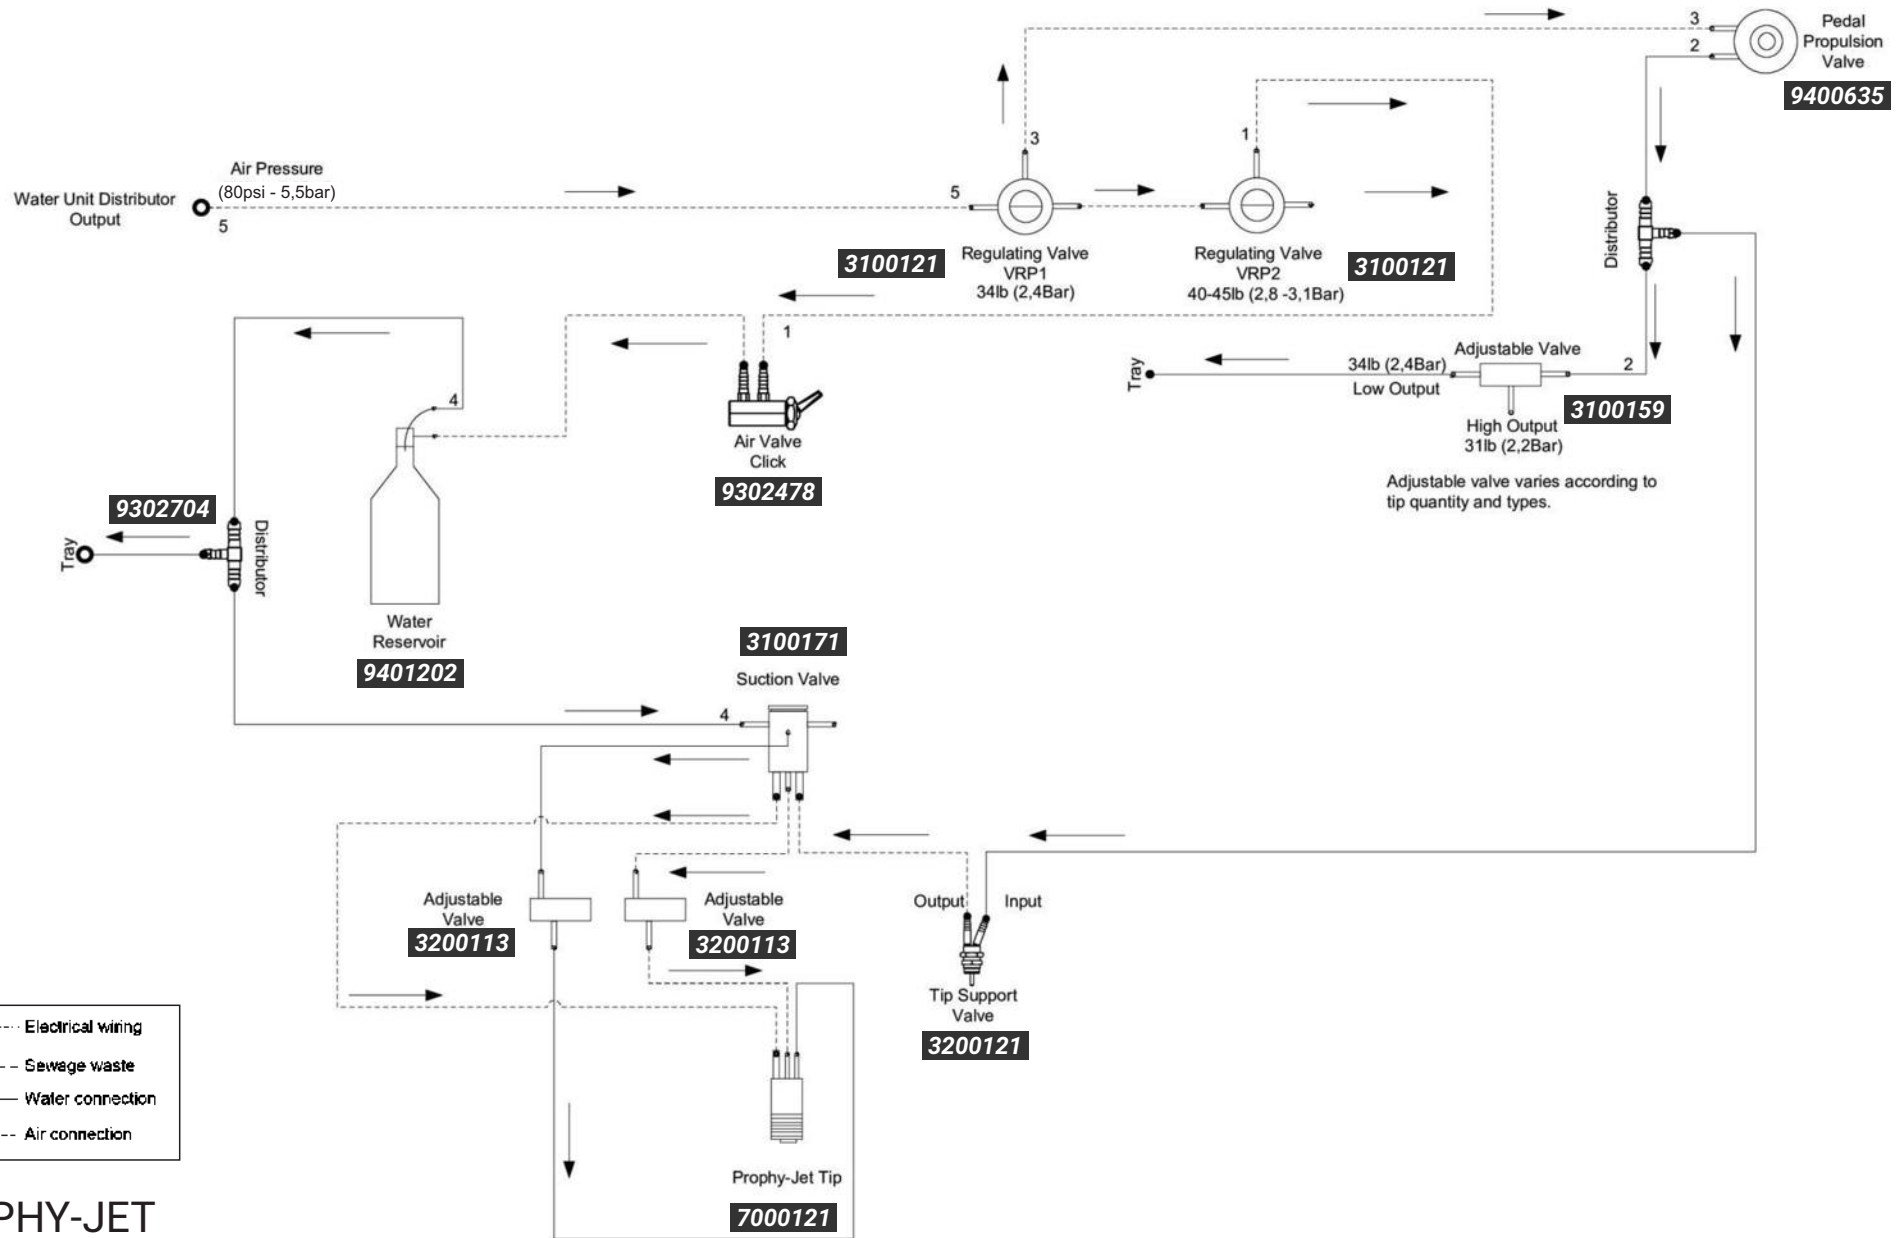 3
2
Pedal
Propulsion
Valve
9400635
Air Pressure
(80psi - 5,5bar)
Water Unit Distributor
Output
5
3
1
5
3100121
Regulating Valve
VRP1
34lb (2,4Bar)
Regulating Valve
VRP2
40-45lb (2,8 -3,1Bar)
3100121
Distributor
1
4
Air Valve
Click
9302478
Tray
34lb (2,4Bar)
Low Output
Adjustable Valve
2
3100159
High Output
31lb (2,2Bar)
Adjustable valve varies according to
tip quantity and types.
9302704
Tray
Distributor
Water
Reservoir
9401202
3100171
Suction Valve
4
Adjustable
Valve
3200113
Adjustable
Valve
3200113
Output
Input
Tip Support
Valve
3200121
Electrical wiring
Sewage waste
Water connection
Air connection
Prophy-Jet Tip
7000121
PHY-JET